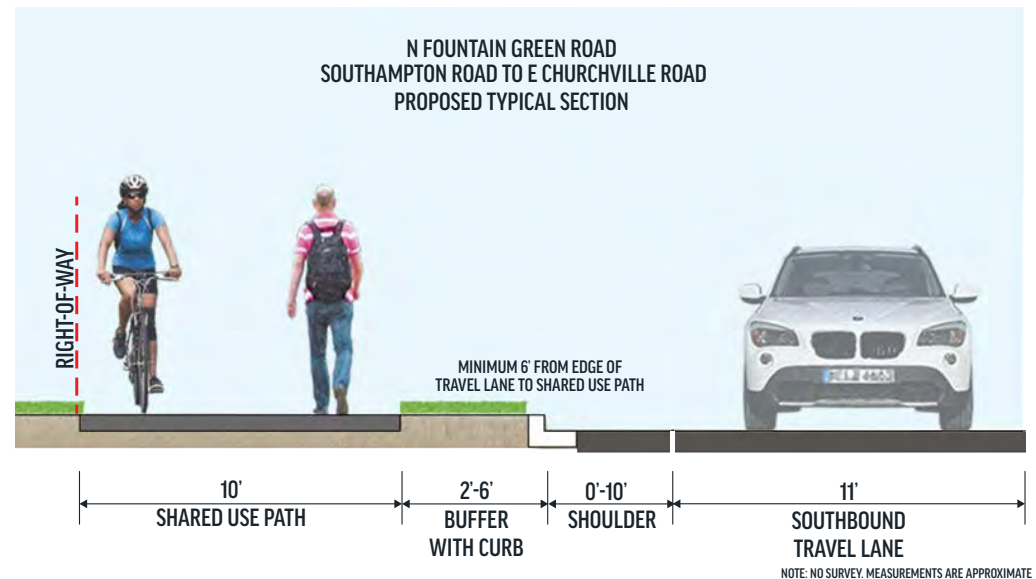 N FOUNTAIN GREEN ROAD
SOUTHAMPTON ROAD TO E CHURCHVILLE ROAD
PROPOSED TYPICAL SECTION
RIGHT-OF-WAY
MINIMUM 6' FROM EDGE OF
TRAVEL LANE TO SHARED USE PATH
10'
SHARED USE PATH
2'-6'
BUFFER
WITH CURB
0'-10'
SHOULDER
11'
SOUTHBOUND
TRAVEL LANE
NOTE: NO SURVEY. MEASUREMENTS ARE APPROXIMATE